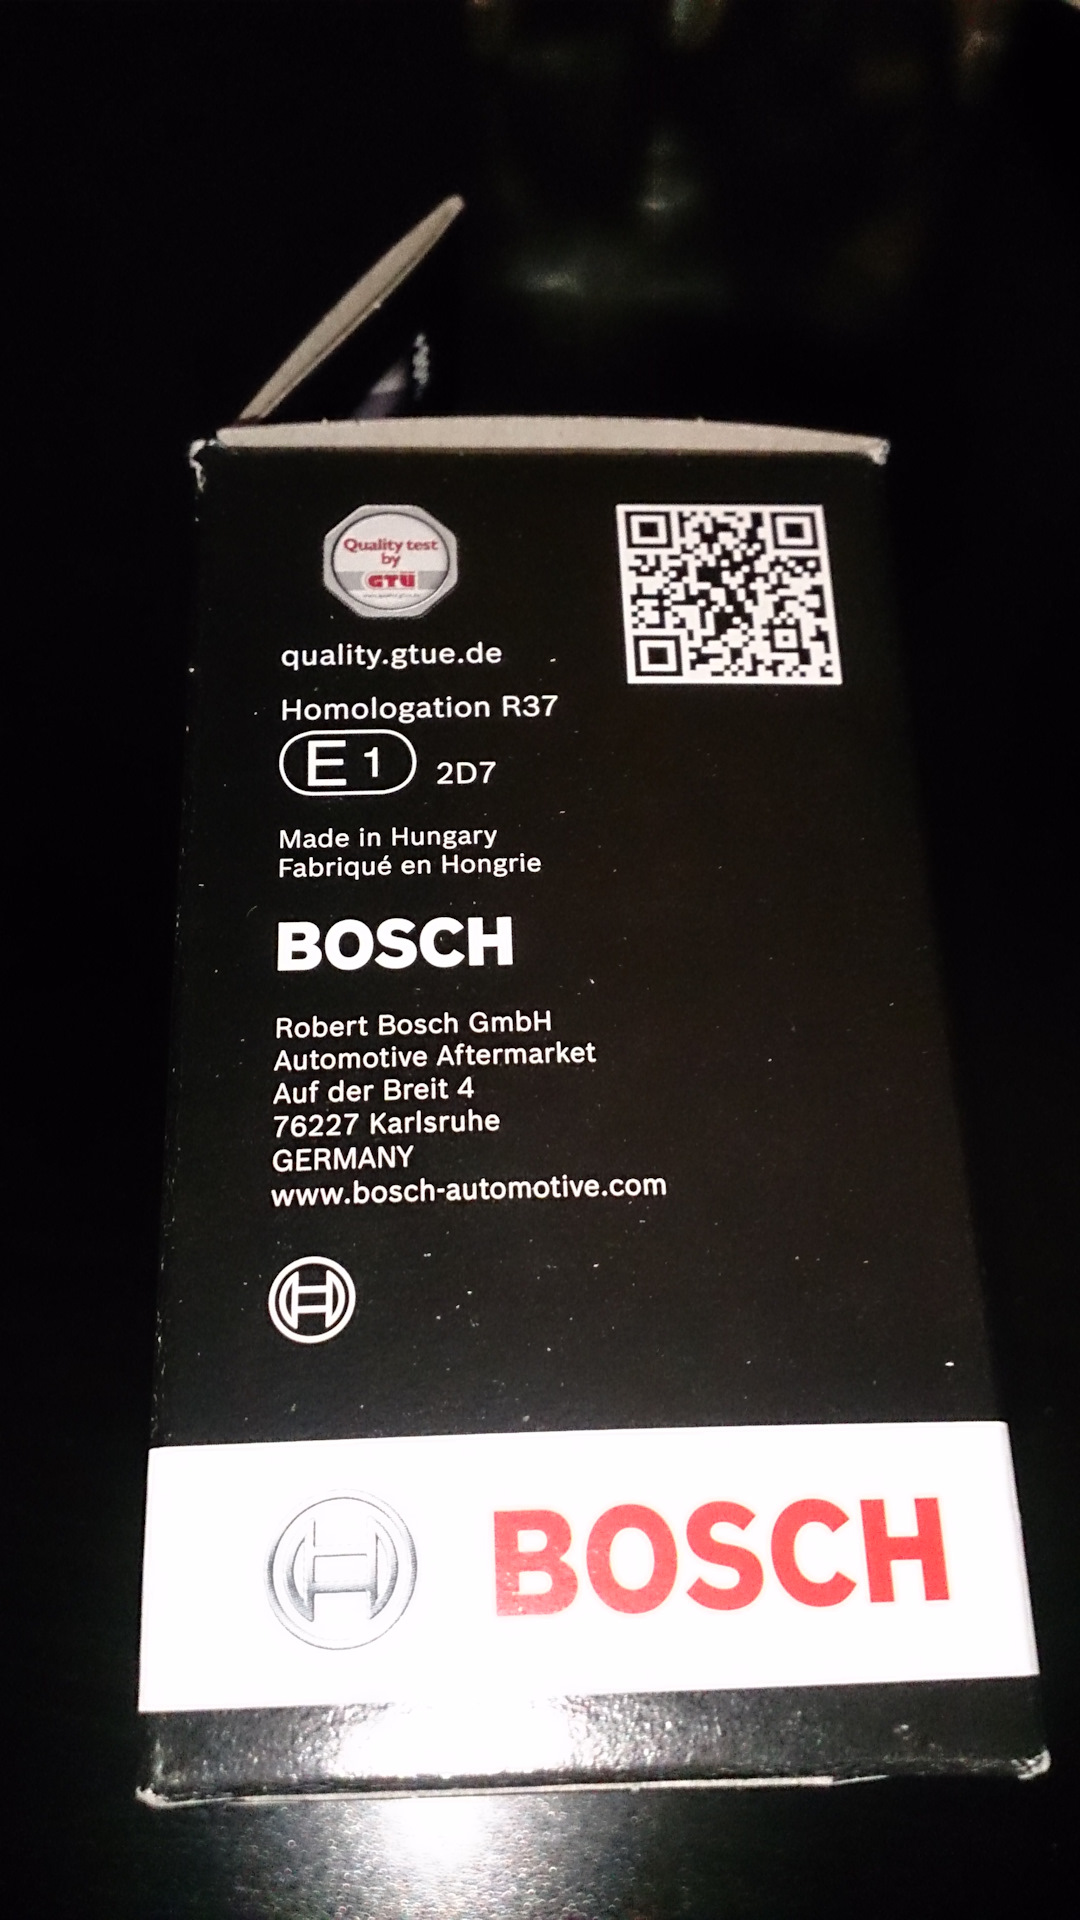 Quality test
by
GTÜ
quality.gtue.de
Homologation R37
E1 2D7
Made in Hungary
Fabriqué en Hongrie
BOSCH
Robert Bosch GmbH
Automotive Aftermarket
Auf der Breit 4
76227 Karlsruhe
GERMANY
www.bosch-automotive.com
BOSCH